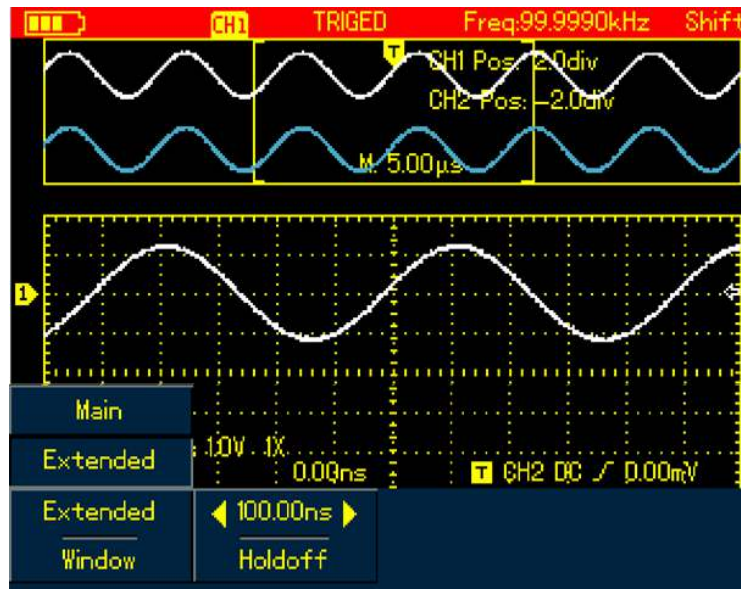 CH1 TRIGED Freq:99.9990kHz Shift
T CH1 Pos: 2.0div
CH2 Pos: -2.0div
M: 5.00µs
1
Main
: 1.0V 1X
Extended
0.00ns T CH2 DC 0.00mV
Extended 100.00ns
Window Holdoff